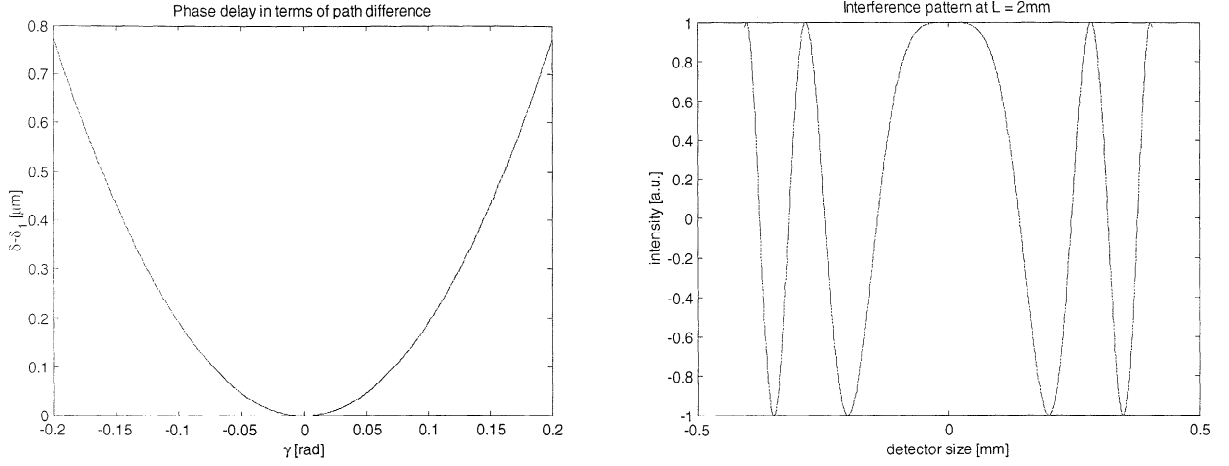 Phase delay in terms of path difference
0.8
0.7
0.6
0.5
0.4
0.3
0.2
0.1
0
δ-δ1 [μm]
-0.2 -0.15 -0.1 -0.05 0 0.05 0.1 0.15 0.2
γ [rad]
Interference pattern at L = 2mm
1
0.8
0.6
0.4
0.2
0
-0.2
-0.4
-0.6
-0.8
-1
intensity [a.u.]
-0.5 0 0.5
detector size [mm]